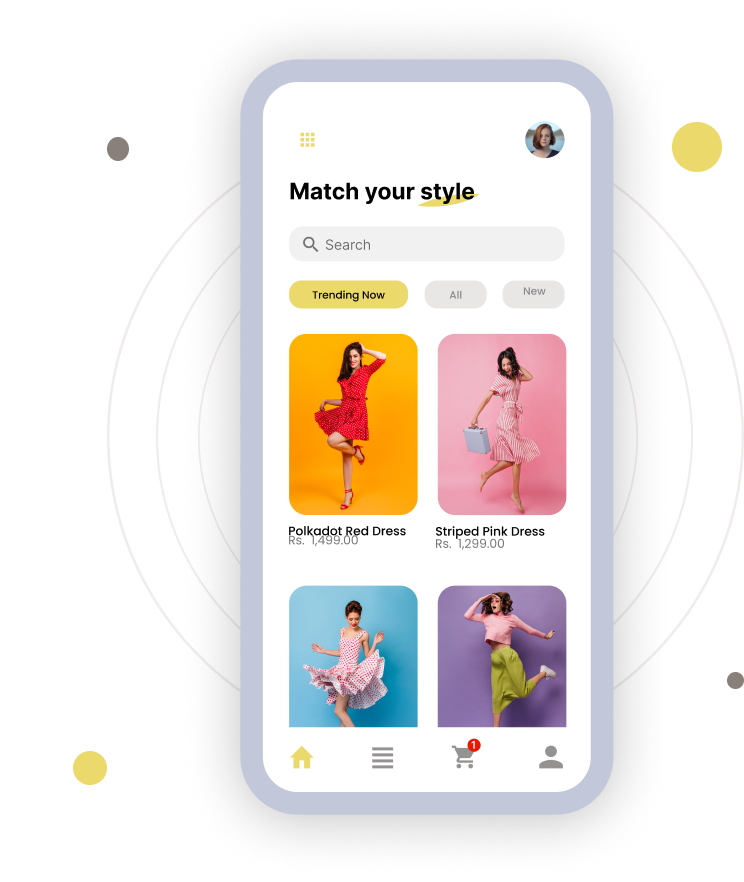 Match your style
Search
Trending Now All New
Polkadot Red Dress Striped Pink Dress
Rs. 1,499.00 Rs. 1,299.00
1